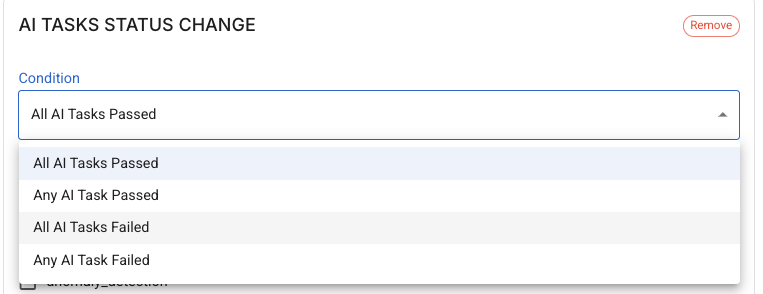 AI TASKS STATUS CHANGE
Remove
Condition
All AI Tasks Passed
All AI Tasks Passed
Any AI Task Passed
All AI Tasks Failed
Any AI Task Failed
anomaly_detection